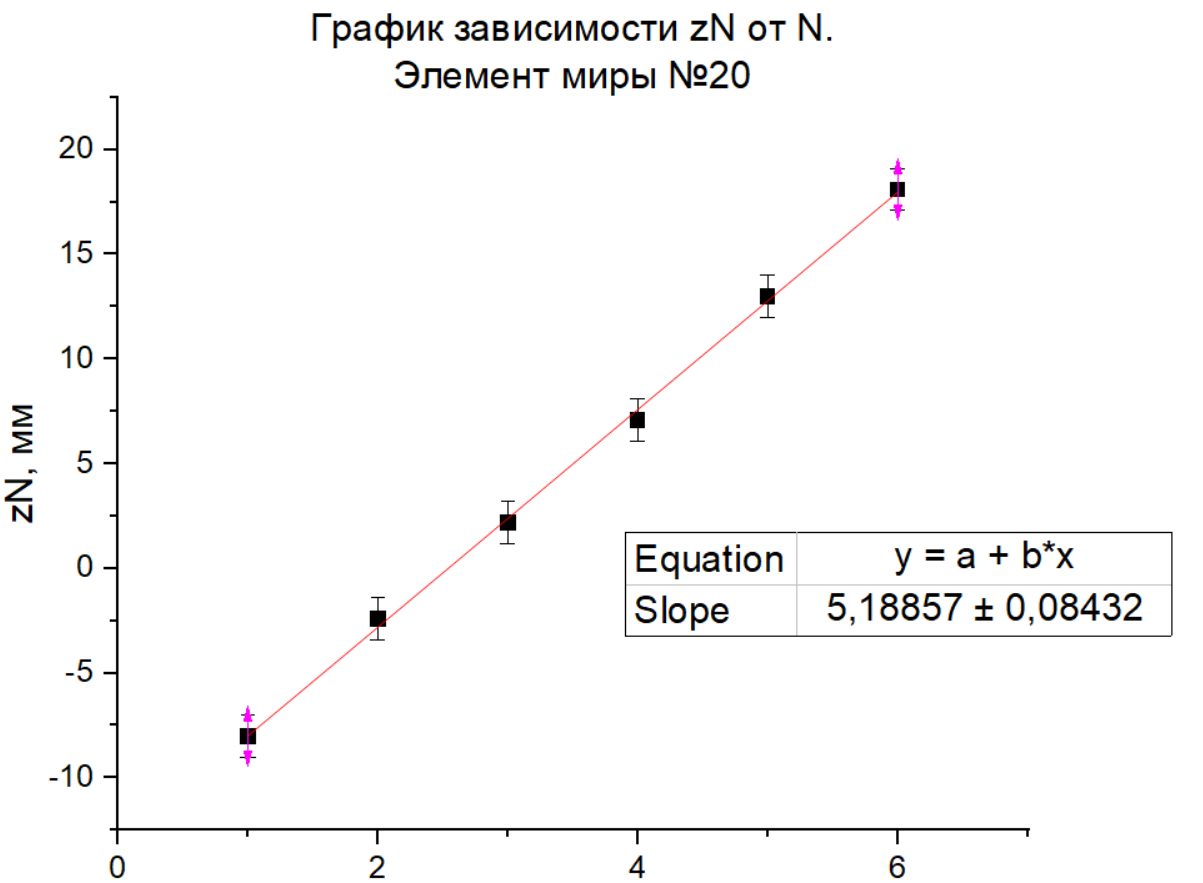 График зависимости zN от N.
Элемент миры №20
20
15
10
5
0
-5
-10
zN, мм
Equation y = a + b*x
Slope 5,18857 ± 0,08432
0 2 4 6